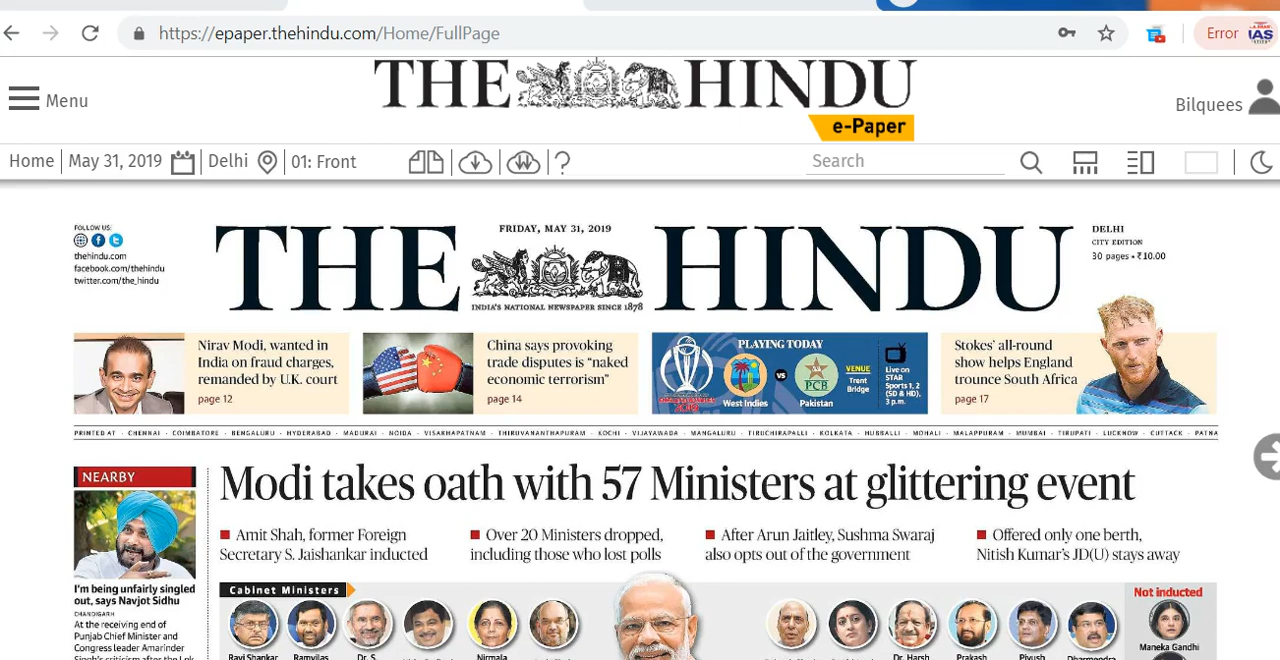 https://epaper.thehindu.com/Home/FullPage
Error
IAS
THE HINDU
e-Paper
Menu
Bilquees
Home May 31, 2019 Delhi 01: Front
Search
FOLLOW US:
thehindu.com
facebook.com/thehindu
twitter.com/the_hindu
THE HINDU
FRIDAY, MAY 31, 2019
INDIA'S NATIONAL NEWSPAPER SINCE 1878
DELHI
CITY EDITION
30 pages • ₹10.00
Nirav Modi, wanted in
India on fraud charges,
remanded by U.K. court
page 12
China says provoking
trade disputes is “naked
economic terrorism”
page 14
PLAYING TODAY
West Indies
vs
PCB
Pakistan
VENUE
Trent
Bridge
Live on
STAR
Sports 1, 2
(SD & HD),
3 p.m.
Stokes’ all-round
show helps England
trounce South Africa
page 17
PRINTED AT · CHENNAI · COIMBATORE · BENGALURU · HYDERABAD · MADURAI · NOIDA · VISAKHAPATNAM · THIRUVANANTHAPURAM · KOCHI · VIJAYAWADA · MANGALURU · TIRUCHIRAPALLI · KOLKATA · HUBBALLI · MOHALI · MALAPPURAM · MUMBAI · TIRUPATI · LUCKNOW · CUTTACK · PATNA
NEARBY
I’m being unfairly singled
out, says Navjot Sidhu
CHANDIGARH
At the receiving end of
Punjab Chief Minister and
Congress leader Amarinder
Modi takes oath with 57 Ministers at glittering event
Amit Shah, former Foreign
Secretary S. Jaishankar inducted
Over 20 Ministers dropped,
including those who lost polls
After Arun Jaitley, Sushma Swaraj
also opts out of the government
Offered only one berth,
Nitish Kumar’s JD(U) stays away
Cabinet Ministers
Ravi Shankar
Ramvilas
Dr. S.
Nirmala
Dr. Harsh
Prakash
Piyush
Dharmendra
Not inducted
Maneka Gandhi